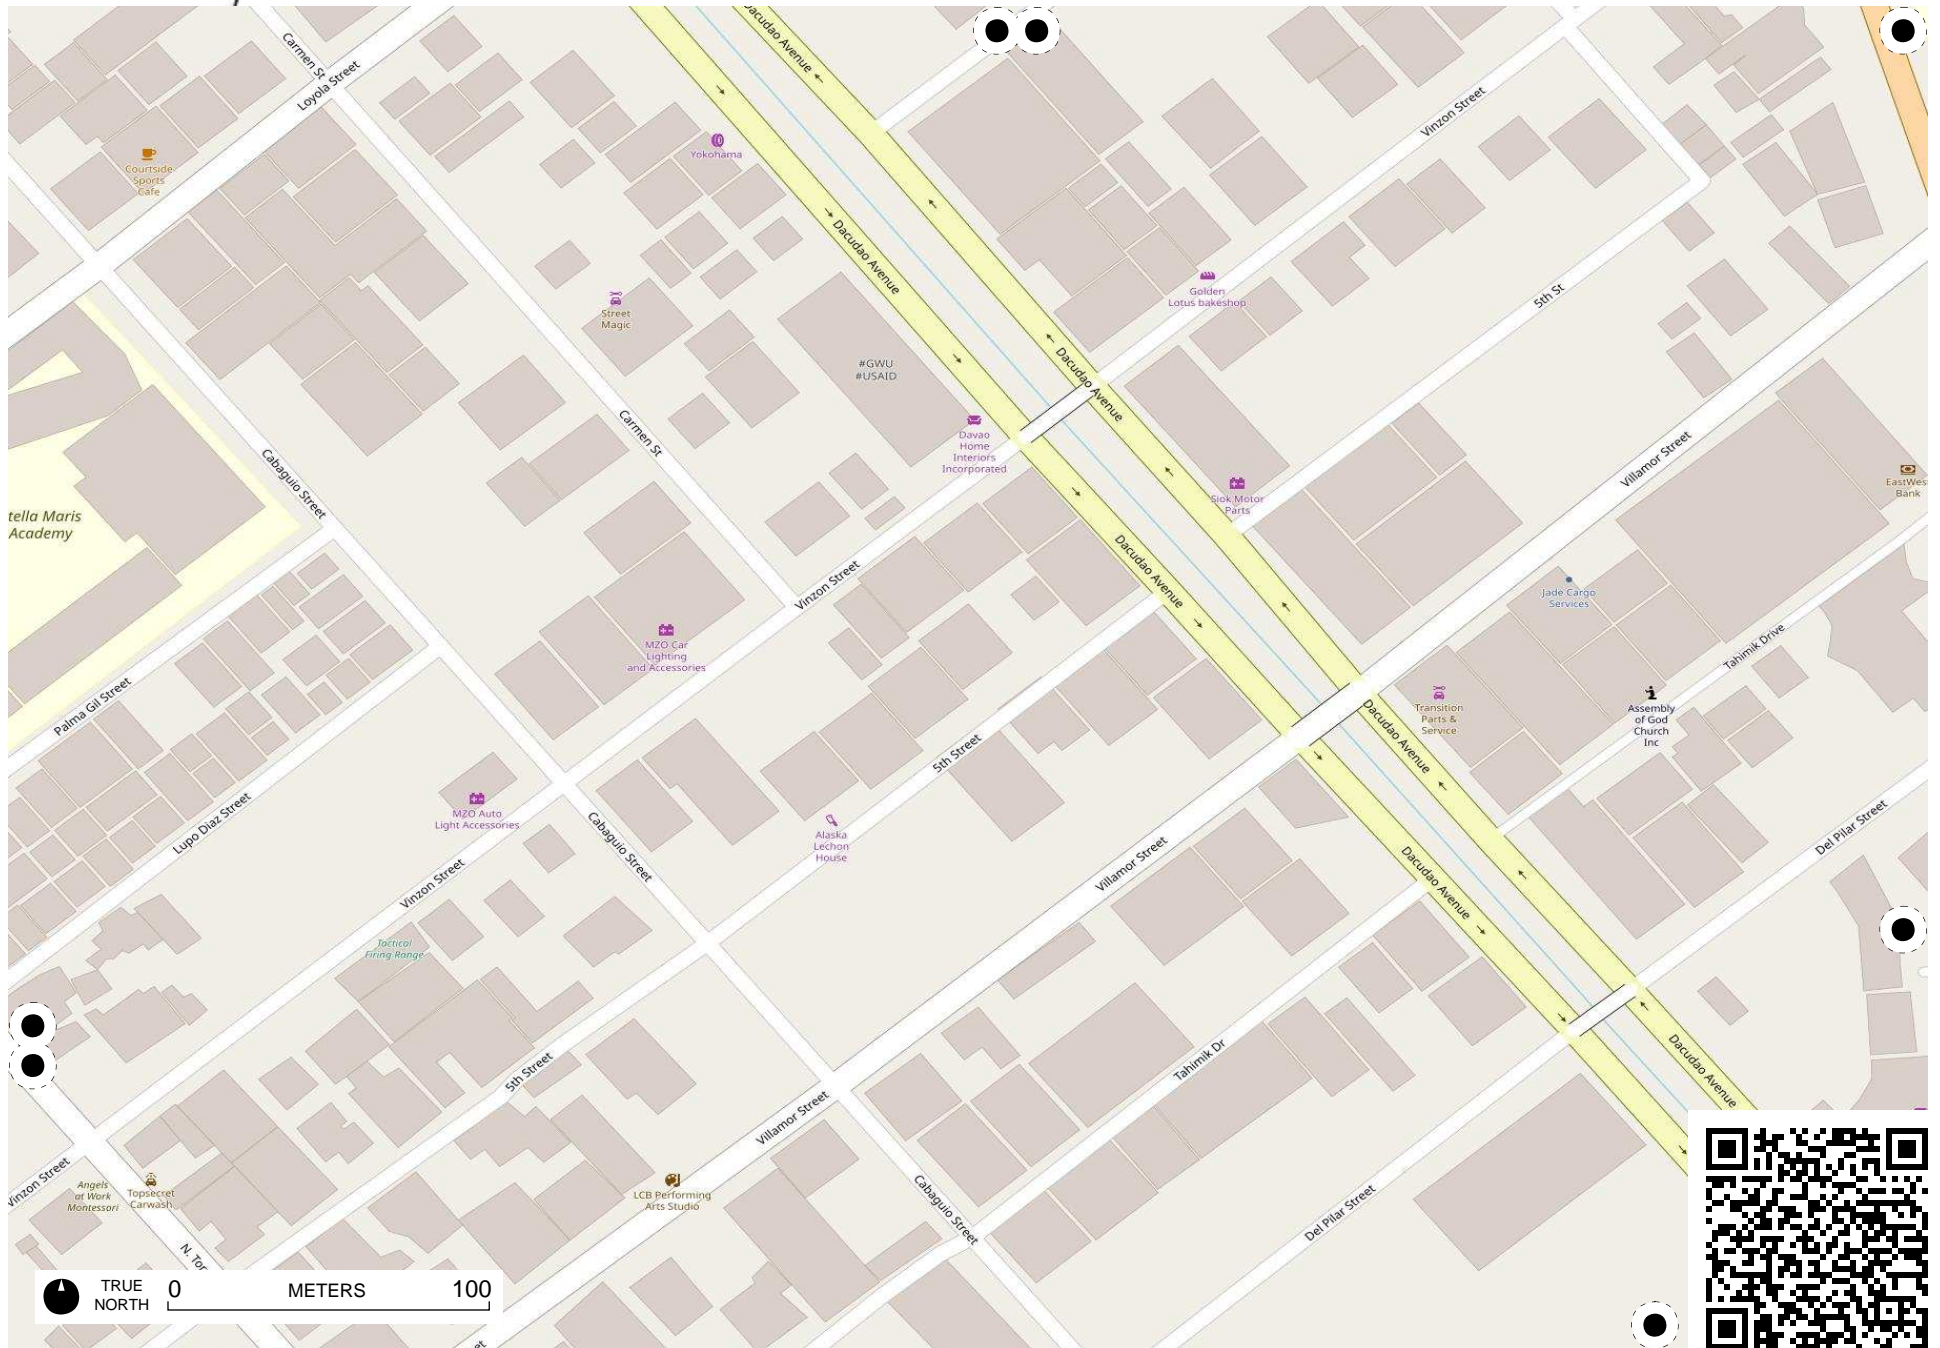 Carmen St
Loyola Street
Dacudao Avenue
Courtside
Sports
Cafe
Yokohama
Vinzon Street
Dacudao Avenue
Golden
Lotus bakeshop
5th St
Street
Magic
#GWU
#USAID
Dacudao Avenue
Carmen St
Davao
Home
Interiors
Incorporated
Villamor Street
Cabaguio Street
Siok Motor
Parts
EastWes
Bank
tella Maris
Academy
Dacudao Avenue
Vinzon Street
Jade Cargo
Services
MZO Car
Lighting
and Accessories
Tahimik Drive
Palma Gil Street
Transition
Parts &
Service
Assembly
of God
Church
Inc
Dacudao Avenue
5th Street
MZO Auto
Light Accessories
Lupo Diaz Street
Alaska
Lechon
House
Cabaguio Street
Villamor Street
Del Pilar Street
Vinzon Street
Dacudao Avenue
Tactical
Firing Range
5th Street
Tahimik Dr
Dacudao Avenue
Villamor Street
Vinzon Street
Angels
at Work
Montessori
Topsecret
Carwash
LCB Performing
Arts Studio
Cabaguio Street
Del Pilar Street
N. Tor
TRUE
NORTH
0 METERS 100
et